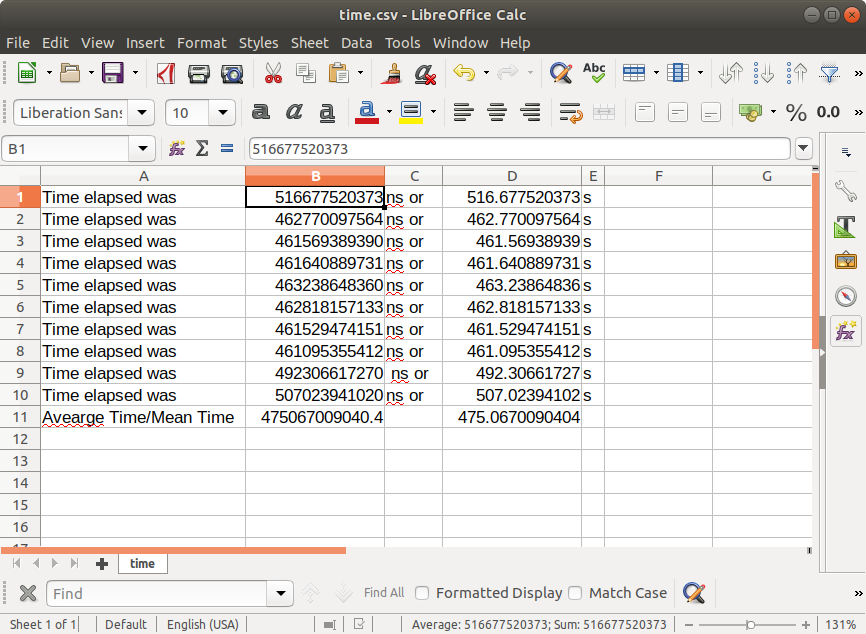 time.csv - LibreOffice Calc
File Edit View Insert Format Styles Sheet Data Tools Window Help
Abc
Liberation Sans 10 a a a a % 0.0
B1 fx Σ = 516677520373
A B C D E F G
1 Time elapsed was 516677520373 ns or 516.677520373 s
2 Time elapsed was 462770097564 ns or 462.770097564 s
3 Time elapsed was 461569389390 ns or 461.56938939 s
4 Time elapsed was 461640889731 ns or 461.640889731 s
5 Time elapsed was 463238648360 ns or 463.23864836 s
6 Time elapsed was 462818157133 ns or 462.818157133 s
7 Time elapsed was 461529474151 ns or 461.529474151 s
8 Time elapsed was 461095355412 ns or 461.095355412 s
9 Time elapsed was 492306617270 ns or 492.30661727 s
10 Time elapsed was 507023941020 ns or 507.02394102 s
11 Avearge Time/Mean Time 475067009040.4 475.0670090404
12
13
14
15
16
17
time
Find Find All Formatted Display Match Case
Sheet 1 of 1 Default English (USA) Average: 516677520373; Sum: 516677520373 131%